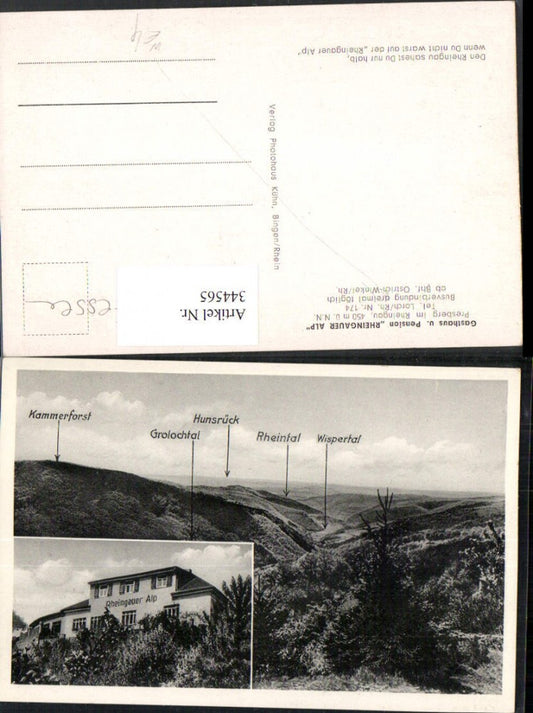 Gasthaus u. Pension „RHEINGAUER ALP"
Presberg im Rheingau, 450 m ü. N.N.
Tel. Lorch/Rh. Nr. 174
Busverbindung dreimal täglich
ab Bhf. Östrich-Winkel/Rh.
Den Rheingau sahest Du nur halb,
wenn Du nicht warst auf der „Rheingauer Alp"
Verlag Photohaus Kühn, Bingen/Rhein
Artikel Nr.
344565
Kammerforst
Hunsrück
Grolochtal
Rheintal
Wispertal
Rheingauer Alp